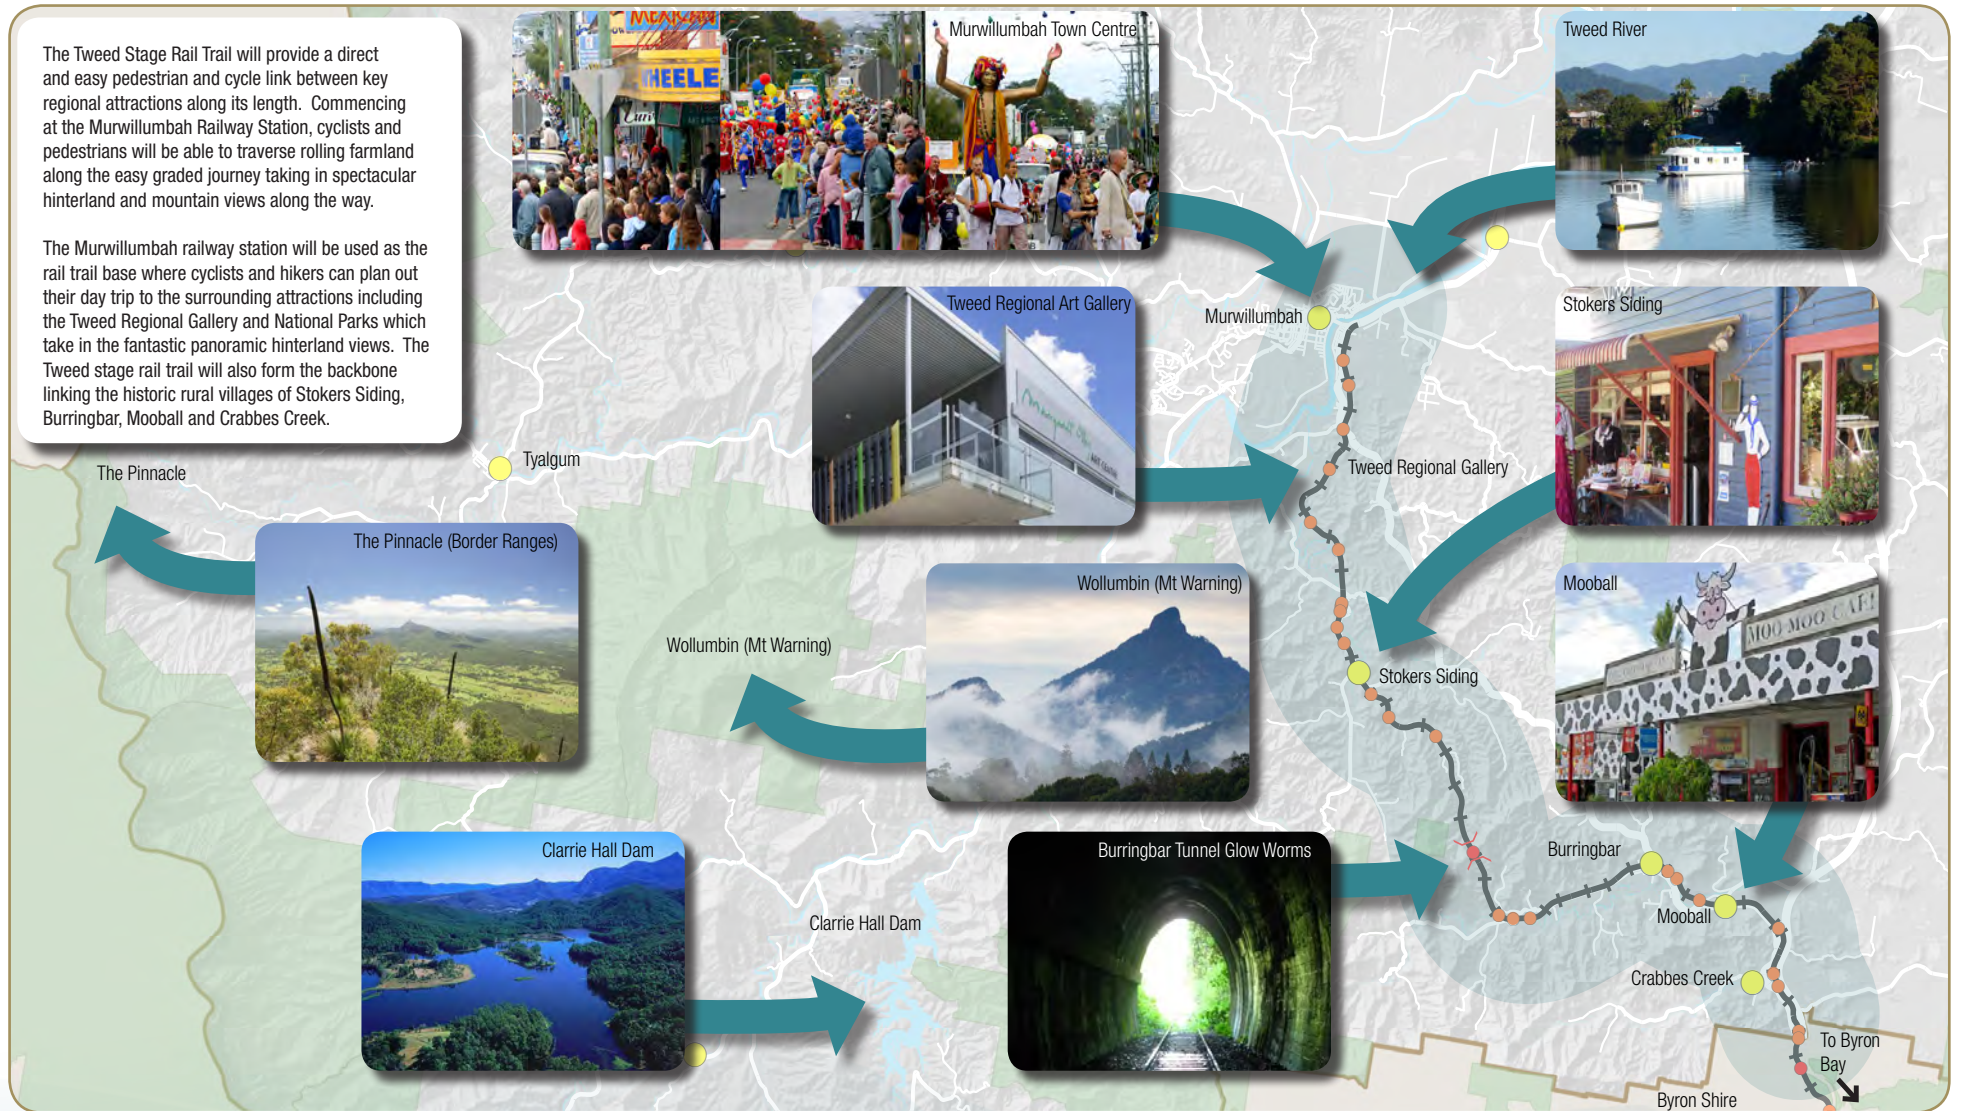 The Tweed Stage Rail Trail will provide a direct
and easy pedestrian and cycle link between key
regional attractions along its length. Commencing
at the Murwillumbah Railway Station, cyclists and
pedestrians will be able to traverse rolling farmland
along the easy graded journey taking in spectacular
hinterland and mountain views along the way.
The Murwillumbah railway station will be used as the
rail trail base where cyclists and hikers can plan out
their day trip to the surrounding attractions including
the Tweed Regional Gallery and National Parks which
take in the fantastic panoramic hinterland views. The
Tweed stage rail trail will also form the backbone
linking the historic rural villages of Stokers Siding,
Burringbar, Mooball and Crabbes Creek.
MEXICAN
WHEELE
Murwillumbah Town Centre
Tweed River
Tweed Regional Art Gallery
ART CENTRE
Murwillumbah
Stokers Siding
Tweed Regional Gallery
The Pinnacle
Tyalgum
The Pinnacle (Border Ranges)
Wollumbin (Mt Warning)
Wollumbin (Mt Warning)
Stokers Siding
Mooball
MOO MOO CAFE
Clarrie Hall Dam
Clarrie Hall Dam
Burringbar Tunnel Glow Worms
Burringbar
Mooball
Crabbes Creek
To Byron
Bay
Byron Shire